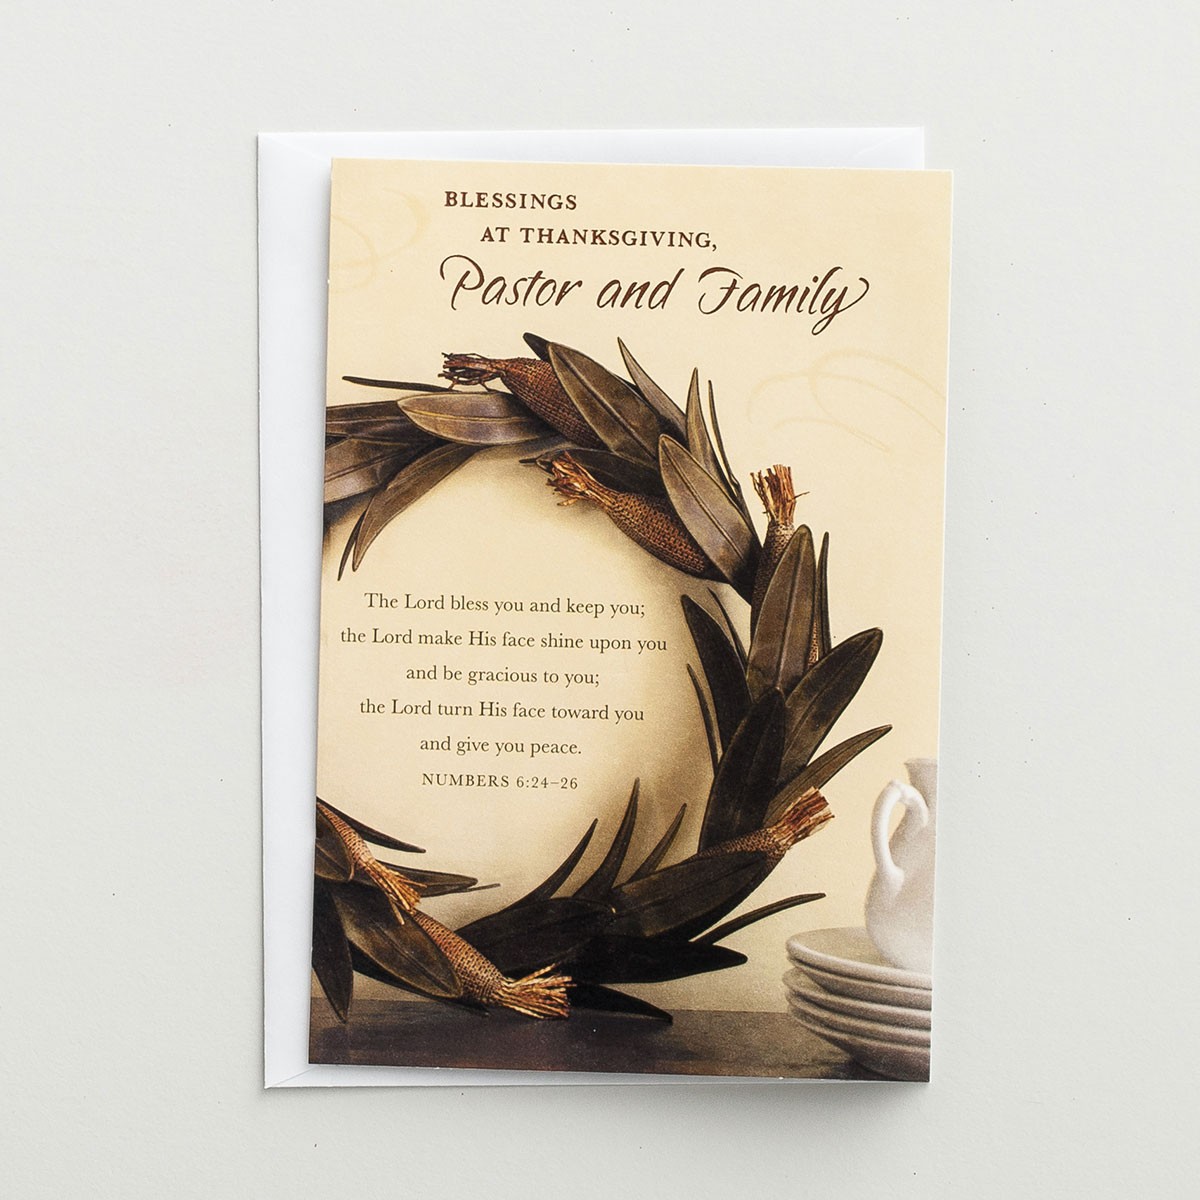 BLESSINGS
AT THANKSGIVING,
Pastor and Family
The Lord bless you and keep you;
the Lord make His face shine upon you
and be gracious to you;
the Lord turn His face toward you
and give you peace.
NUMBERS 6:24–26